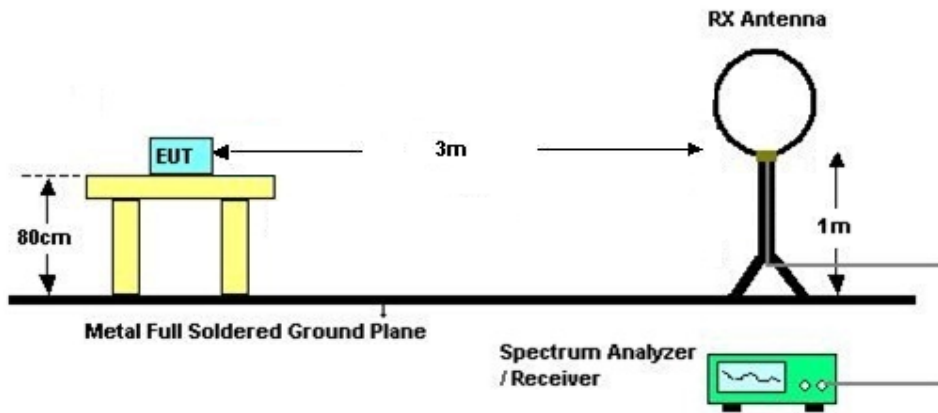 RX Antenna
EUT
3m
80cm
1m
Metal Full Soldered Ground Plane
Spectrum Analyzer
/ Receiver